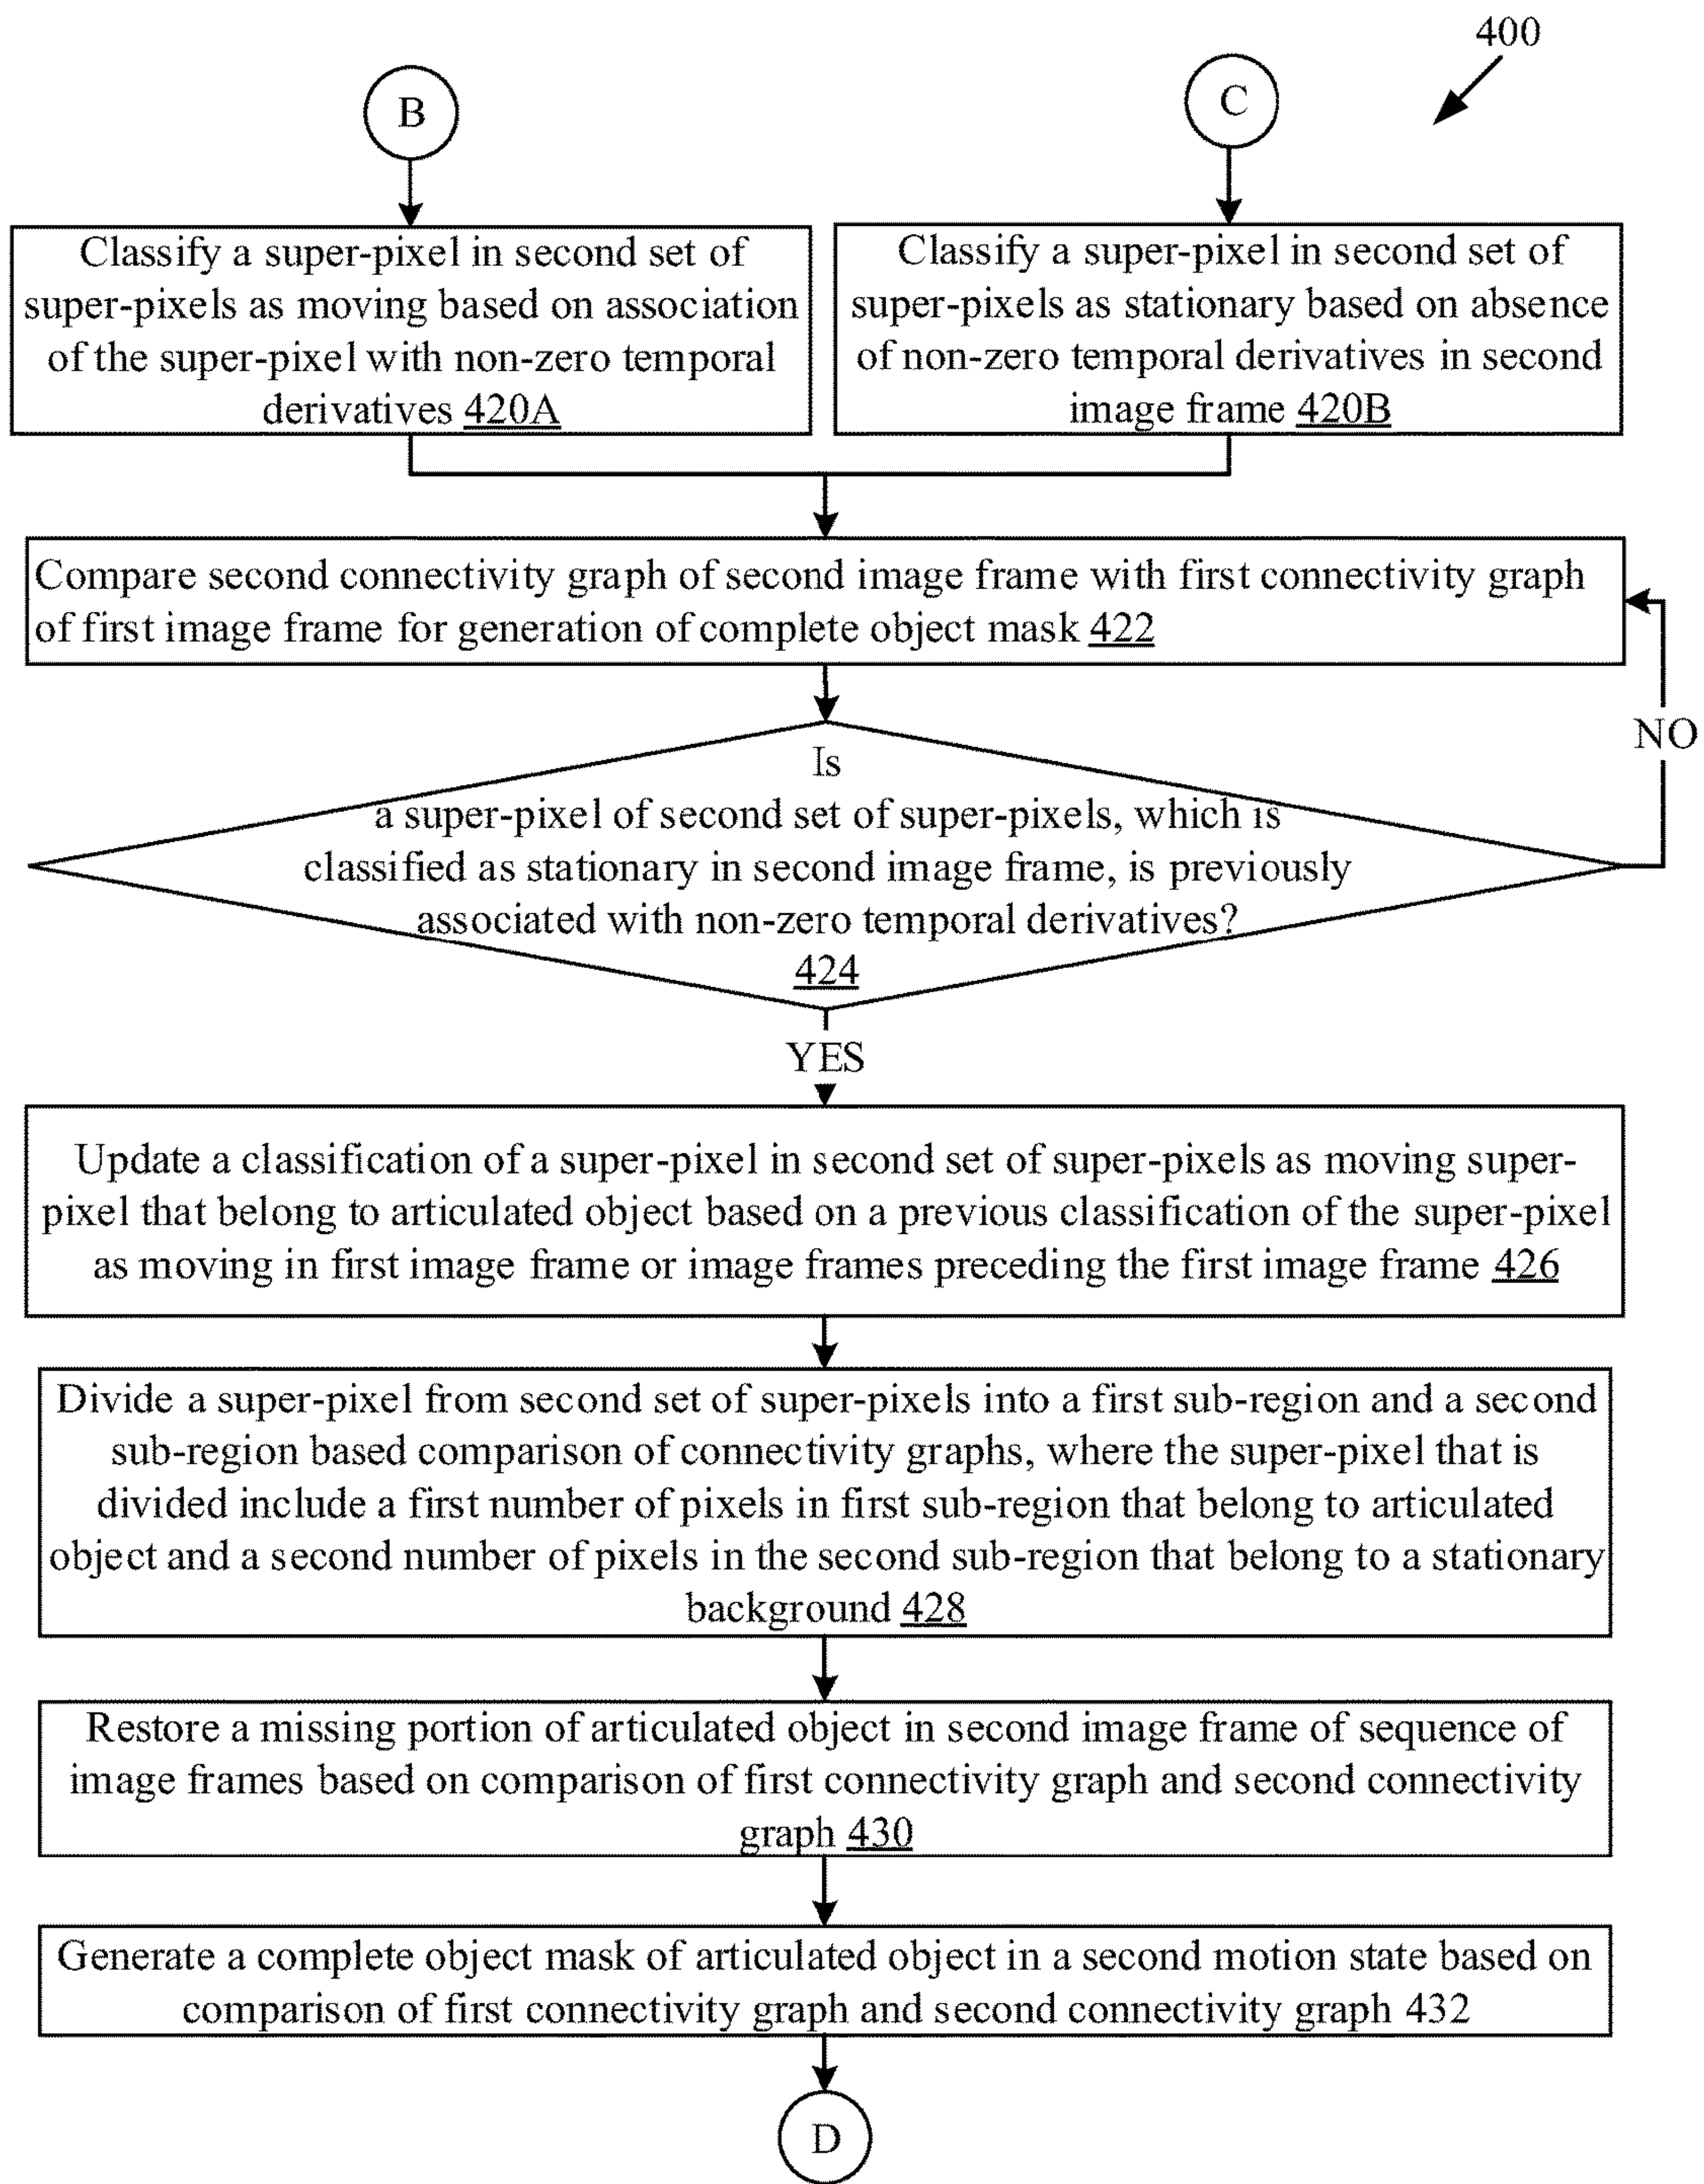 400
B
C
Classify a super-pixel in second set of
super-pixels as moving based on association
of the super-pixel with non-zero temporal
derivatives 420A
Classify a super-pixel in second set of
super-pixels as stationary based on absence
of non-zero temporal derivatives in second
image frame 420B
Compare second connectivity graph of second image frame with first connectivity graph
of first image frame for generation of complete object mask 422
NO
Is
a super-pixel of second set of super-pixels, which is
classified as stationary in second image frame, is previously
associated with non-zero temporal derivatives?
424
YES
Update a classification of a super-pixel in second set of super-pixels as moving super-
pixel that belong to articulated object based on a previous classification of the super-pixel
as moving in first image frame or image frames preceding the first image frame 426
Divide a super-pixel from second set of super-pixels into a first sub-region and a second
sub-region based comparison of connectivity graphs, where the super-pixel that is
divided include a first number of pixels in first sub-region that belong to articulated
object and a second number of pixels in the second sub-region that belong to a stationary
background 428
Restore a missing portion of articulated object in second image frame of sequence of
image frames based on comparison of first connectivity graph and second connectivity
graph 430
Generate a complete object mask of articulated object in a second motion state based on
comparison of first connectivity graph and second connectivity graph 432
D